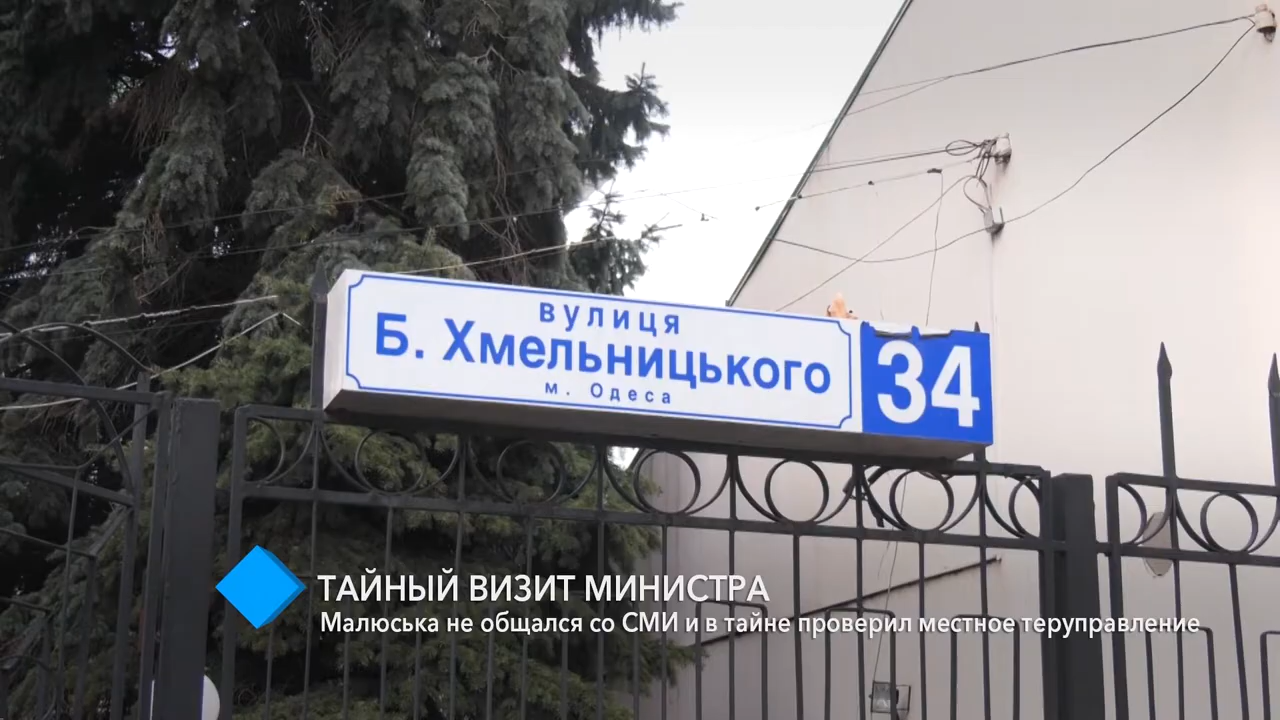 вулиця
Б. Хмельницького
м. Одеса
34
ТАЙНЫЙ ВИЗИТ МИНИСТРА
Малюська не общался со СМИ и в тайне проверил местное теруправление